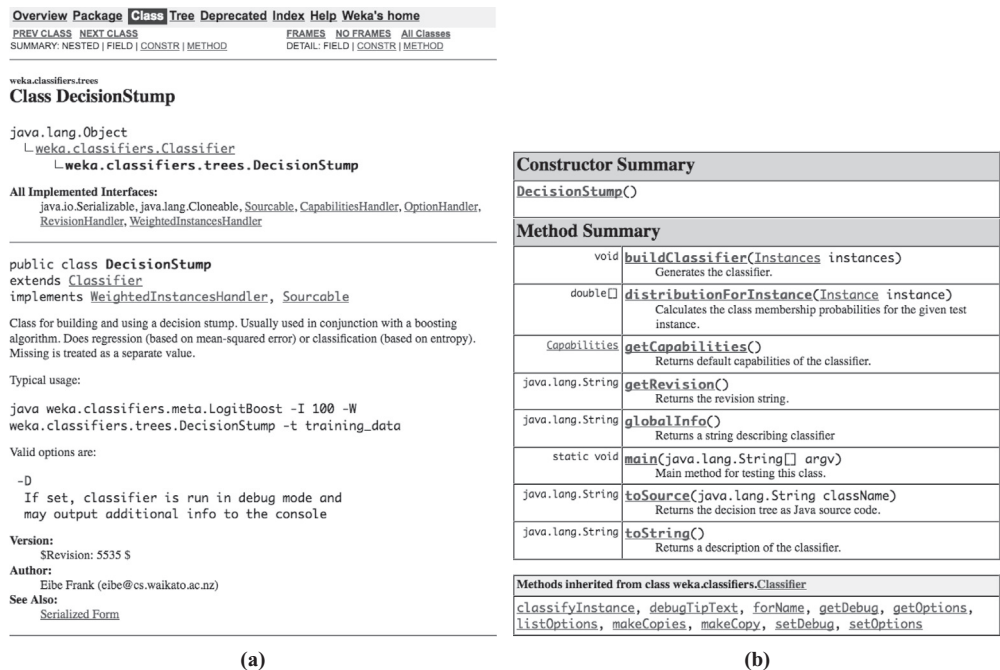 Overview Package Class Tree Deprecated Index Help Weka's home
PREV CLASS NEXT CLASS FRAMES NO FRAMES All Classes
SUMMARY: NESTED | FIELD | CONSTR | METHOD DETAIL: FIELD | CONSTR | METHOD
weka.classifiers.trees
Class DecisionStump
java.lang.Object
weka.classifiers.Classifier
weka.classifiers.trees.DecisionStump
All Implemented Interfaces:
java.io.Serializable, java.lang.Cloneable, Sourcable, CapabilitiesHandler, OptionHandler,
RevisionHandler, WeightedInstancesHandler
public class DecisionStump
extends Classifier
implements WeightedInstancesHandler, Sourcable
Class for building and using a decision stump. Usually used in conjunction with a boosting
algorithm. Does regression (based on mean-squared error) or classification (based on entropy).
Missing is treated as a separate value.
Typical usage:
java weka.classifiers.meta.LogitBoost -I 100 -W
weka.classifiers.trees.DecisionStump -t training_data
Valid options are:
-D
If set, classifier is run in debug mode and
may output additional info to the console
Version:
$Revision: 5535 $
Author:
Eibe Frank (eibe@cs.waikato.ac.nz)
See Also:
Serialized Form
(a)
Constructor Summary
DecisionStump()
Method Summary
void buildClassifier(Instances instances)
Generates the classifier.
double[] distributionForInstance(Instance instance)
Calculates the class membership probabilities for the given test
instance.
Capabilities getCapabilities()
Returns default capabilities of the classifier.
java.lang.String getRevision()
Returns the revision string.
java.lang.String globalInfo()
Returns a string describing classifier
static void main(java.lang.String[] argv)
Main method for testing this class.
java.lang.String toSource(java.lang.String className)
Returns the decision tree as Java source code.
java.lang.String toString()
Returns a description of the classifier.
Methods inherited from class weka.classifiers.Classifier
classifyInstance, debugTipText, forName, getDebug, getOptions,
listOptions, makeCopies, makeCopy, setDebug, setOptions
(b)